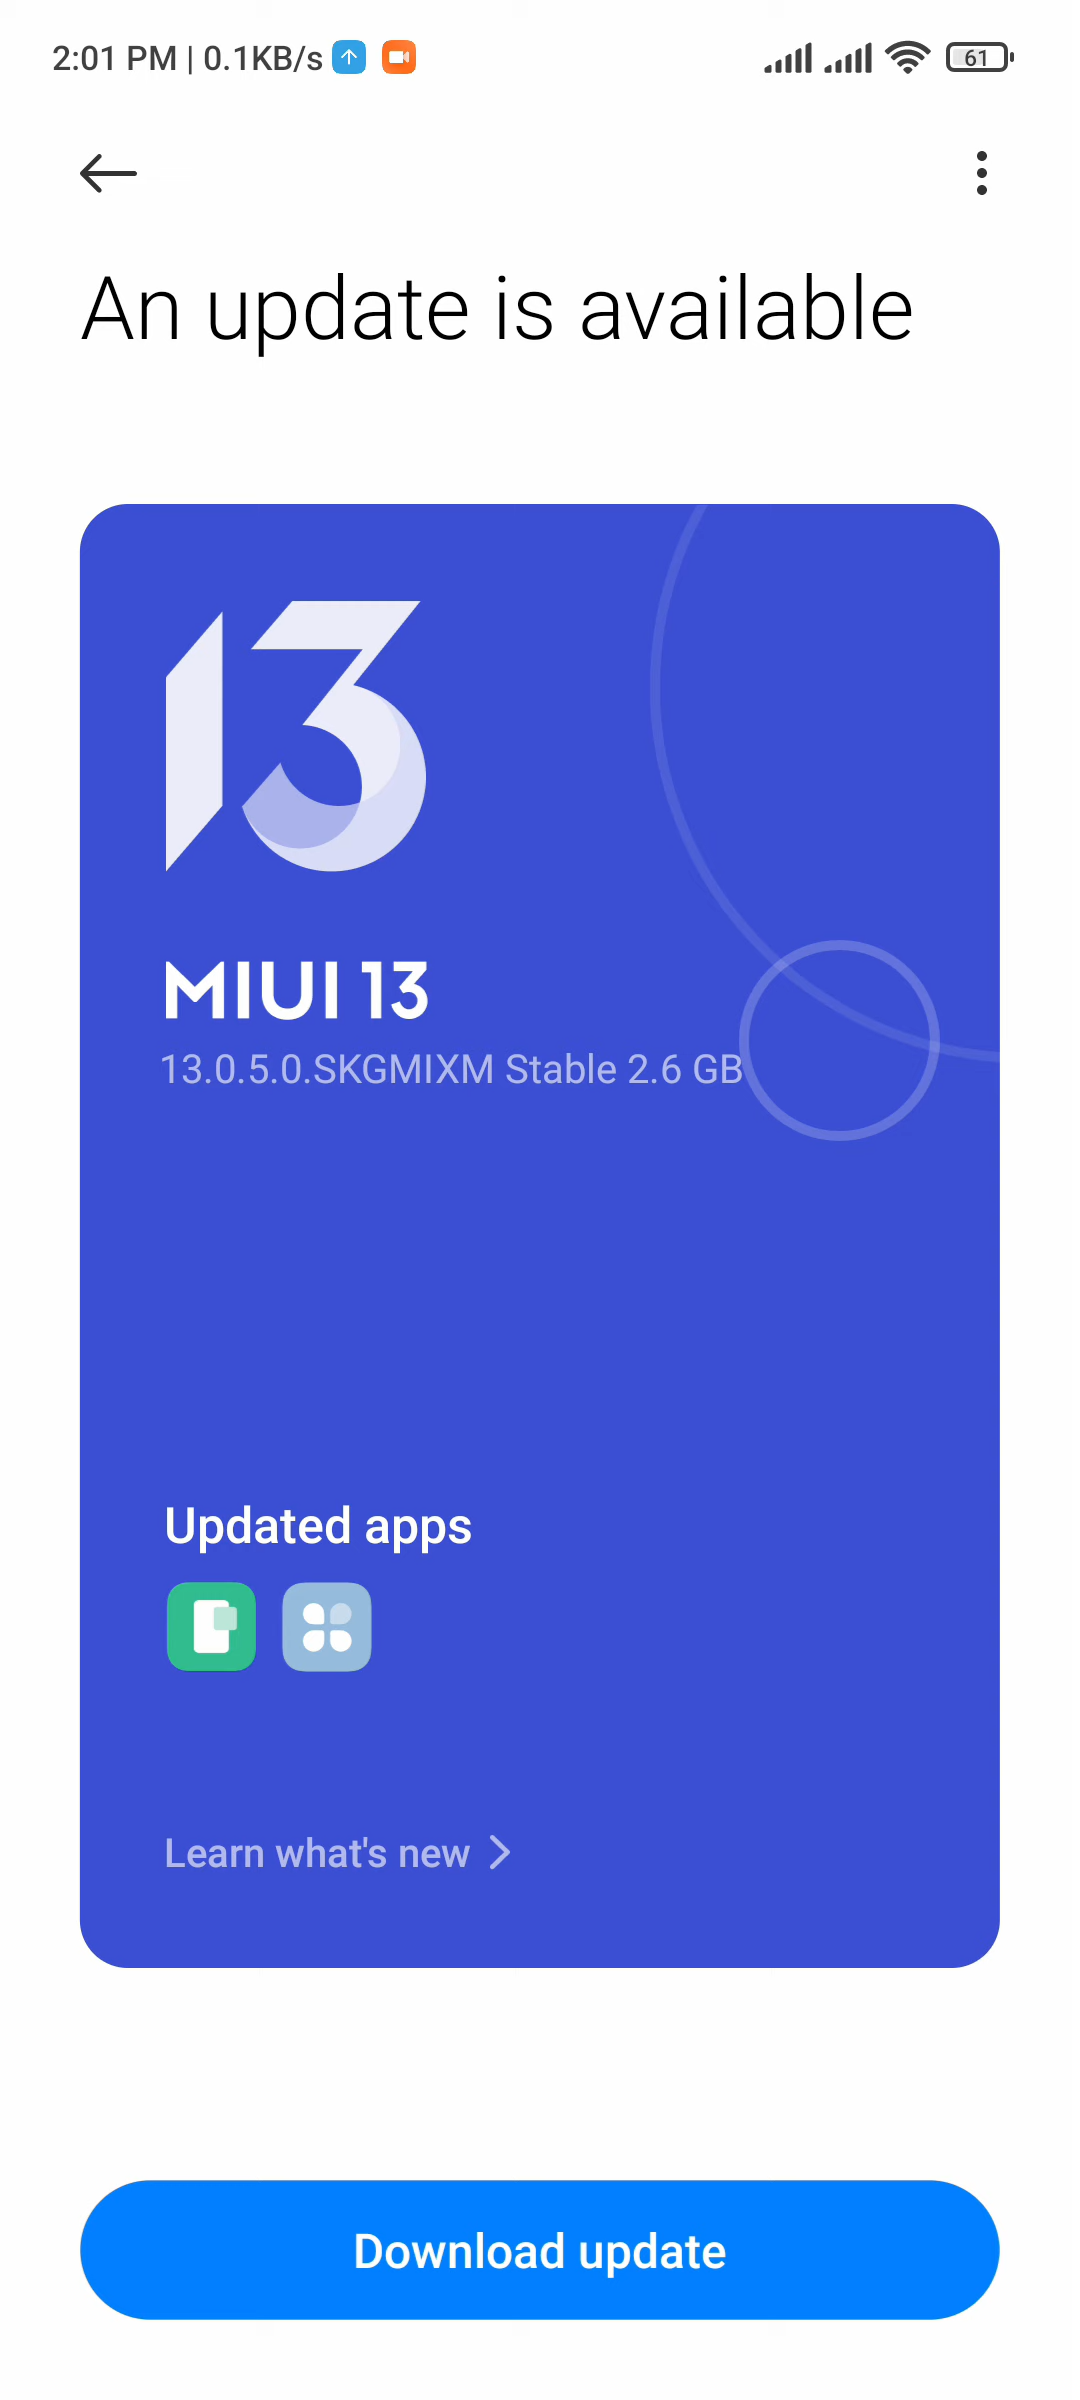 2:01 PM | 0.1KB/s
61
An update is available
13
MIUI 13
13.0.5.0.SKGMIXM Stable 2.6 GB
Updated apps
Learn what's new
Download update